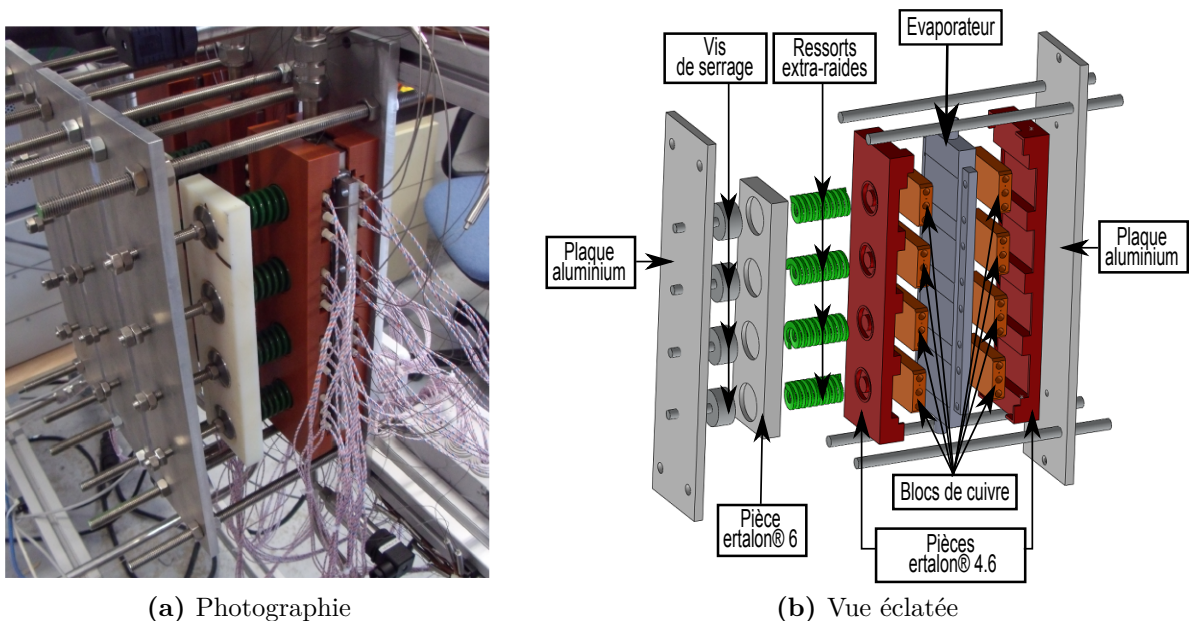 Vis
de serrage
Ressorts
extra-raides
Evaporateur
Plaque
aluminium
Plaque
aluminium
Blocs de cuivre
Pièce
ertalon® 6
Pièces
ertalon® 4.6
(a) Photographie
(b) Vue éclatée